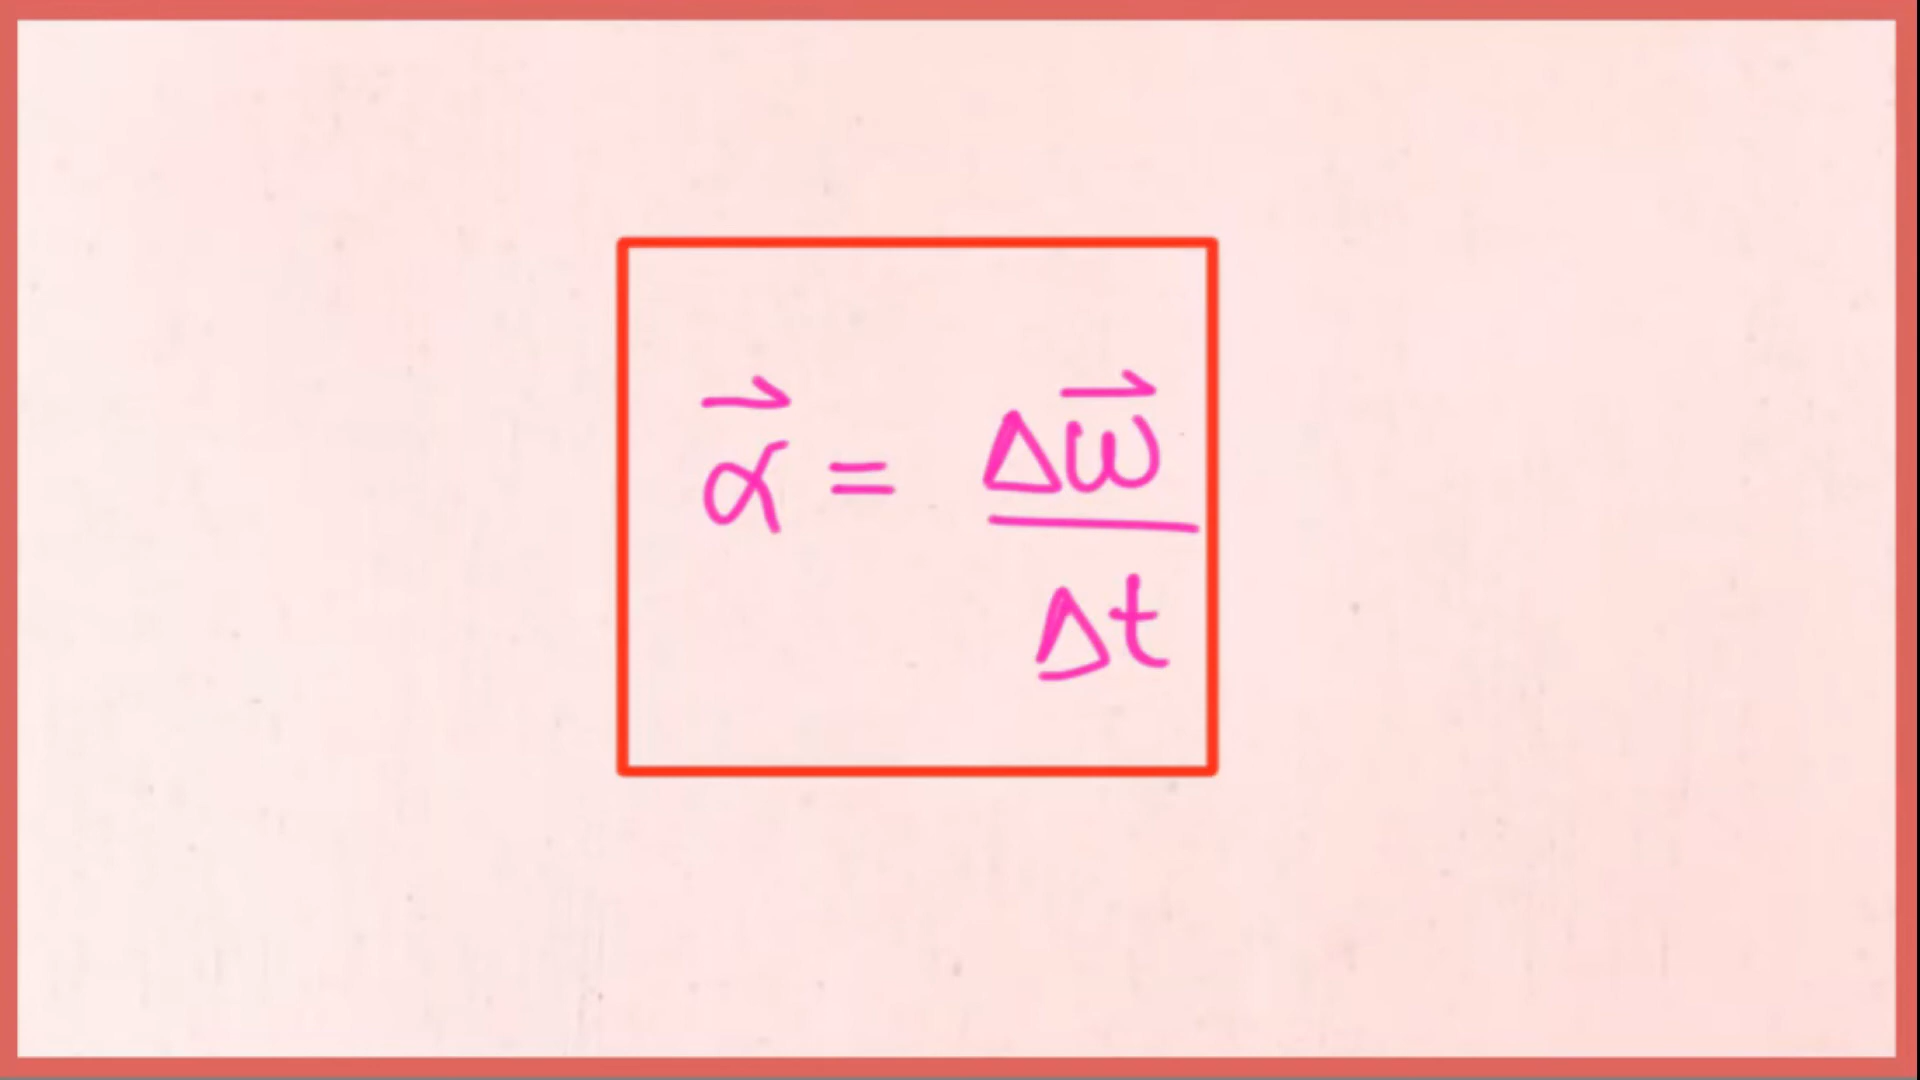 α⃗ = Δω⃗ / Δt